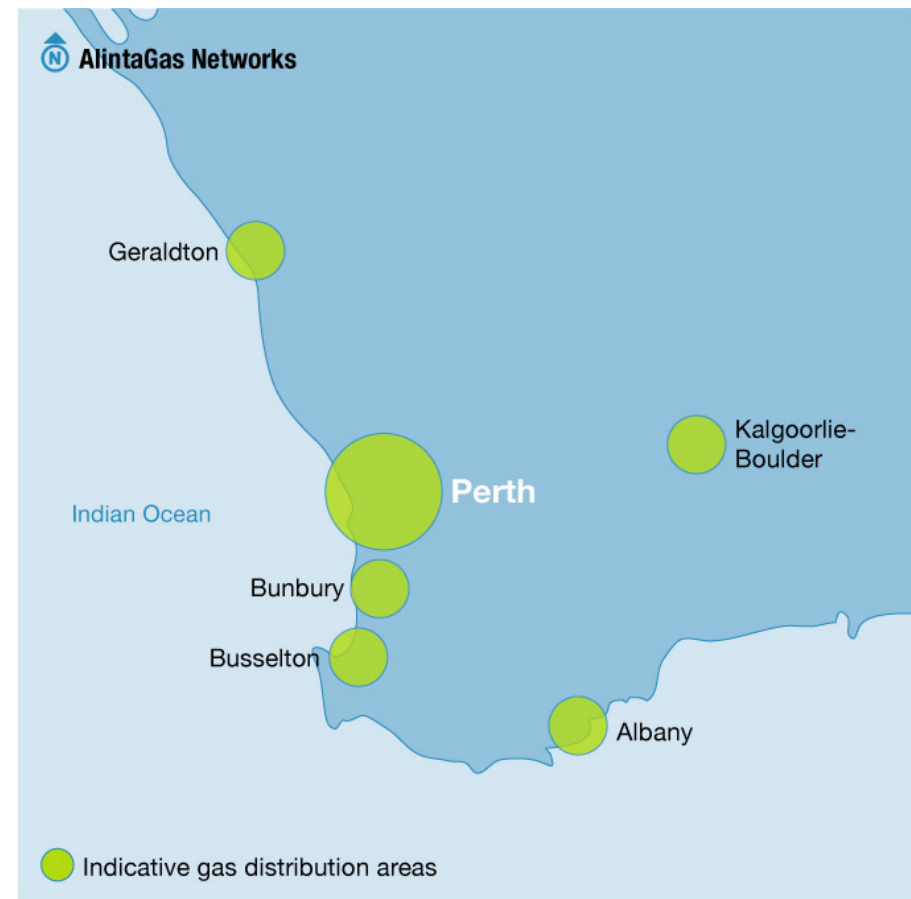 N AlintaGas Networks
Geraldton
Kalgoorlie-
Boulder
Perth
Indian Ocean
Bunbury
Busselton
Albany
Indicative gas distribution areas